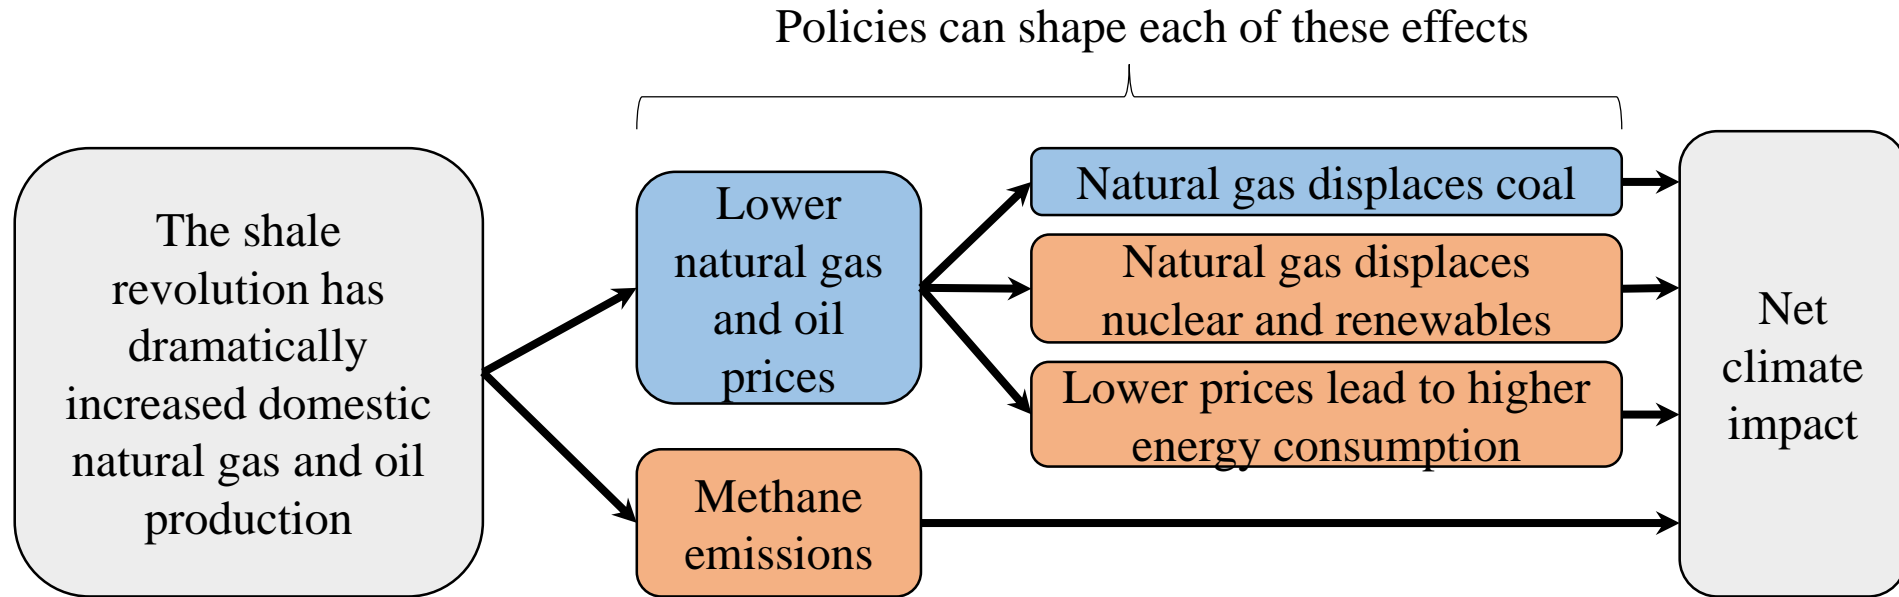 Policies can shape each of these effects
The shale
revolution has
dramatically
increased domestic
natural gas and oil
production
Lower
natural gas
and oil
prices
Methane
emissions
Natural gas displaces coal
Natural gas displaces
nuclear and renewables
Lower prices lead to higher
energy consumption
Net
climate
impact